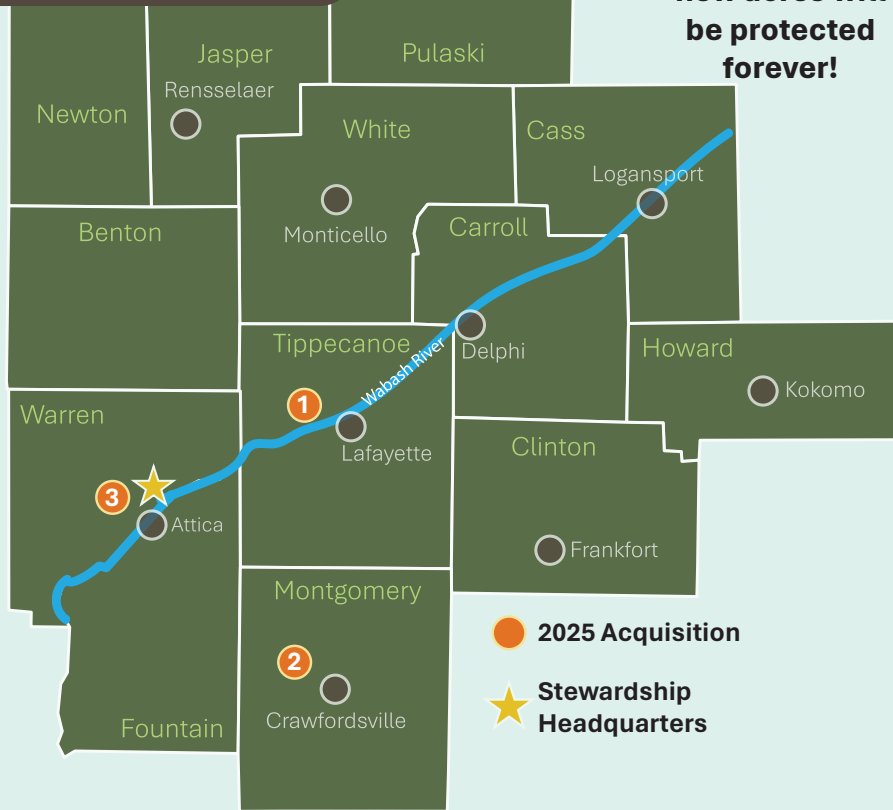 be protected
forever!
Jasper
Pulaski
Rensselaer
Newton
White
Cass
Logansport
Benton
Monticello
Carroll
Tippecanoe
Wabash River
Delphi
Howard
Kokomo
Warren
1
Lafayette
Clinton
3
Attica
Frankfort
Montgomery
2
Crawfordsville
Fountain
2025 Acquisition
Stewardship
Headquarters